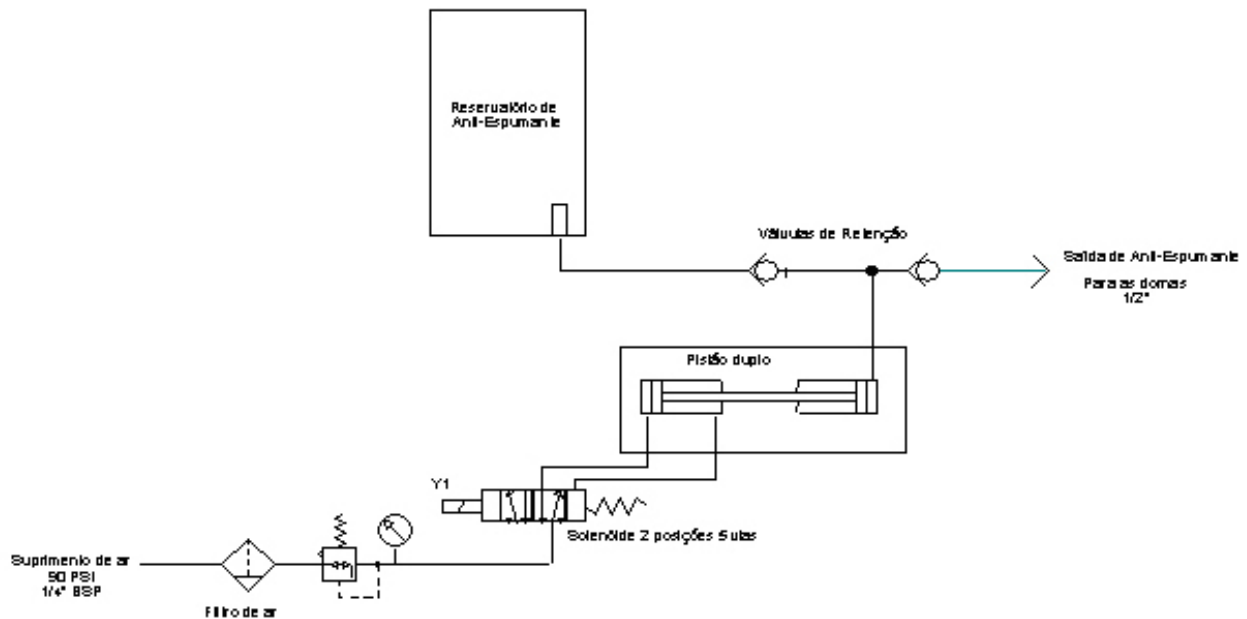 Reservatório de
Anti-Espumante
Válvulas de Retenção
Saída de Anti-Espumante
Para as dornas
1/2"
Pistão duplo
Y1
Solenóide 2 posições 5 vias
Suprimento de ar
90 PSI
1/4" BSP
Filtro de ar